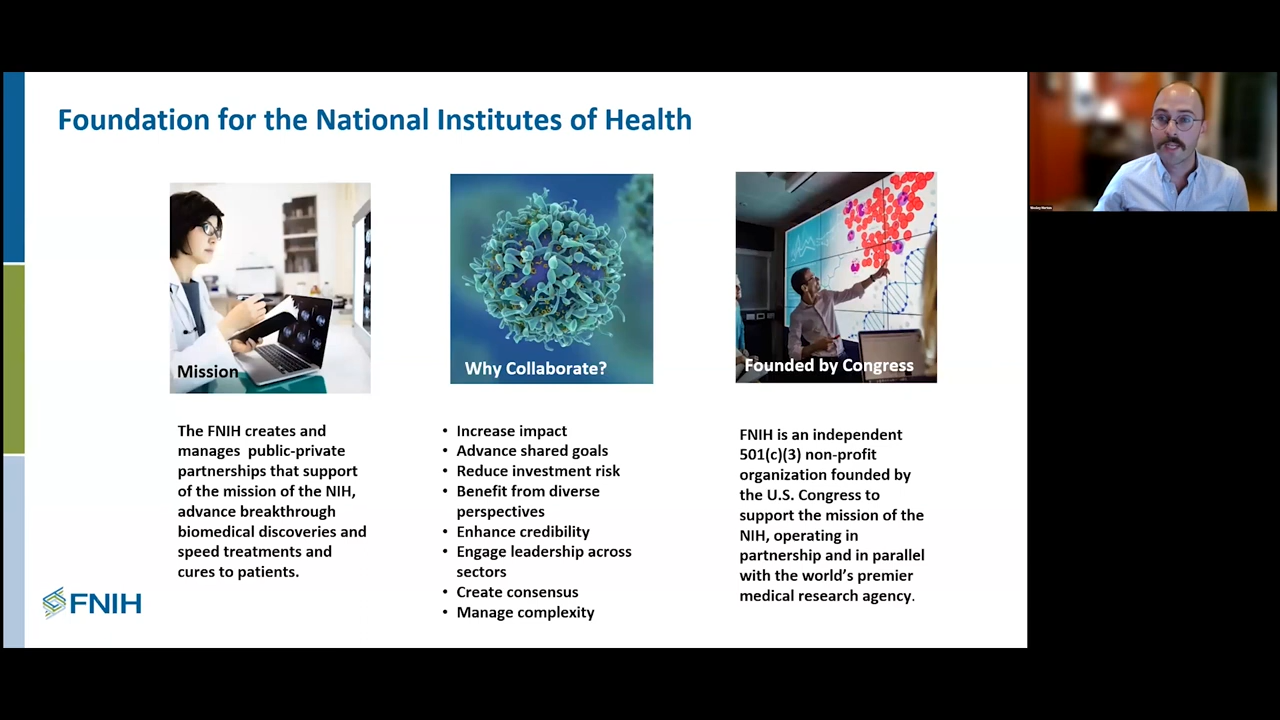 Foundation for the National Institutes of Health
Mission
The FNIH creates and
manages public-private
partnerships that support
of the mission of the NIH,
advance breakthrough
biomedical discoveries and
speed treatments and
cures to patients.
Why Collaborate?
• Increase impact
• Advance shared goals
• Reduce investment risk
• Benefit from diverse
perspectives
• Enhance credibility
• Engage leadership across
sectors
• Create consensus
• Manage complexity
Founded by Congress
FNIH is an independent
501(c)(3) non-profit
organization founded by
the U.S. Congress to
support the mission of the
NIH, operating in
partnership and in parallel
with the world’s premier
medical research agency.
FNIH